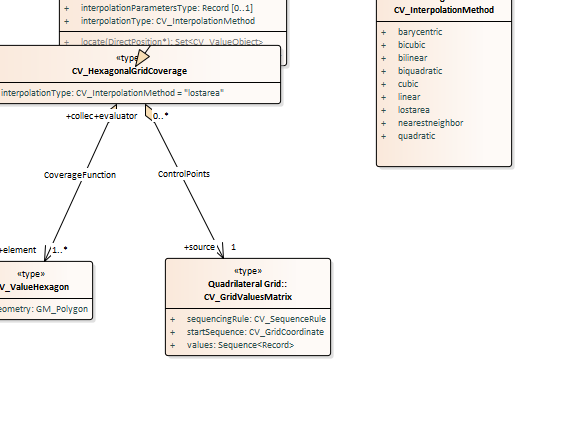 + interpolationParametersType: Record [0..1]
+ interpolationType: CV_InterpolationMethod
+ locate(DirectPosition*): Set<CV_ValueObject>
«type
CV_HexagonalGridCoverage
interpolationType: CV_InterpolationMethod = "lostarea"
+collec+evaluator 0..*
CoverageFunction
ControlPoints
+element 1..*
+source 1
«type»
V_ValueHexagon
eometry: GM_Polygon
«type»
Quadrilateral Grid::
CV_GridValuesMatrix
+ sequencingRule: CV_SequenceRule
+ startSequence: CV_GridCoordinate
+ values: Sequence<Record>
CV_InterpolationMethod
+ barycentric
+ bicubic
+ bilinear
+ biquadratic
+ cubic
+ linear
+ lostarea
+ nearestneighbor
+ quadratic